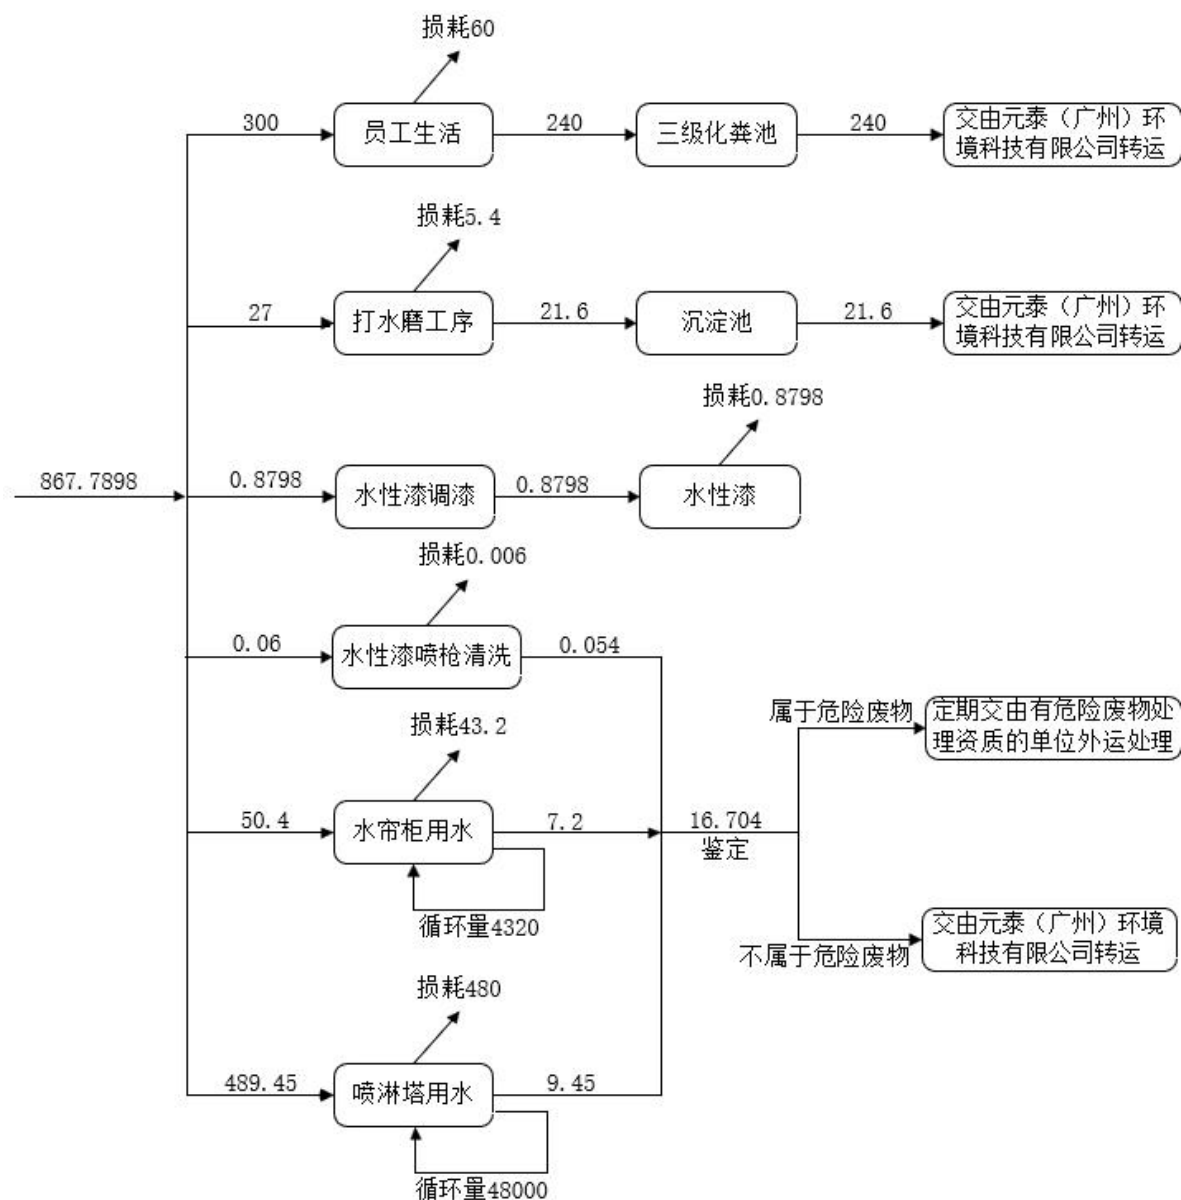 损耗60
300
员工生活
240
三级化粪池
240
交由元泰（广州）环
境科技有限公司转运
损耗5.4
27
打水磨工序
21.6
沉淀池
21.6
交由元泰（广州）环
境科技有限公司转运
损耗0.8798
867.7898
0.8798
水性漆调漆
0.8798
水性漆
损耗0.006
0.06
水性漆喷枪清洗
0.054
损耗43.2
50.4
水帘柜用水
7.2
循环量4320
16.704
鉴定
属于危险废物
定期交由有危险废物处
理资质的单位外运处理
不属于危险废物
交由元泰（广州）环境
科技有限公司转运
损耗480
489.45
喷淋塔用水
9.45
循环量48000